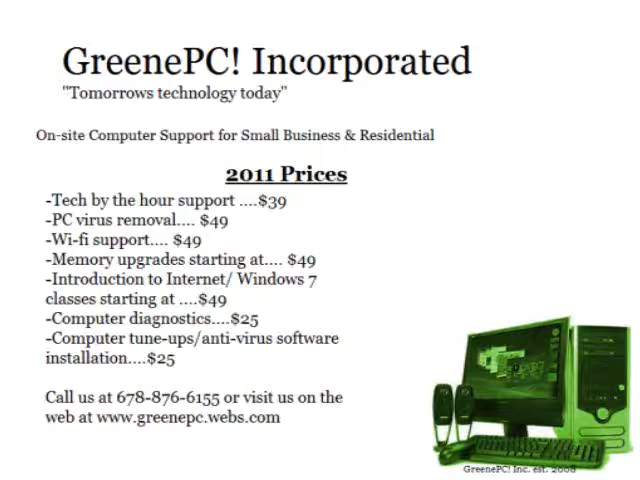 GreenePC! Incorporated
"Tomorrows technology today"
On-site Computer Support for Small Business & Residential
2011 Prices
-Tech by the hour support ....$39
-PC virus removal.... $49
-Wi-fi support.... $49
-Memory upgrades starting at.... $49
-Introduction to Internet/ Windows 7
classes starting at ....$49
-Computer diagnostics....$25
-Computer tune-ups/anti-virus software
installation....$25
Call us at 678-876-6155 or visit us on the
web at www.greenepc.webs.com
GreenePC! Inc. est. 2008